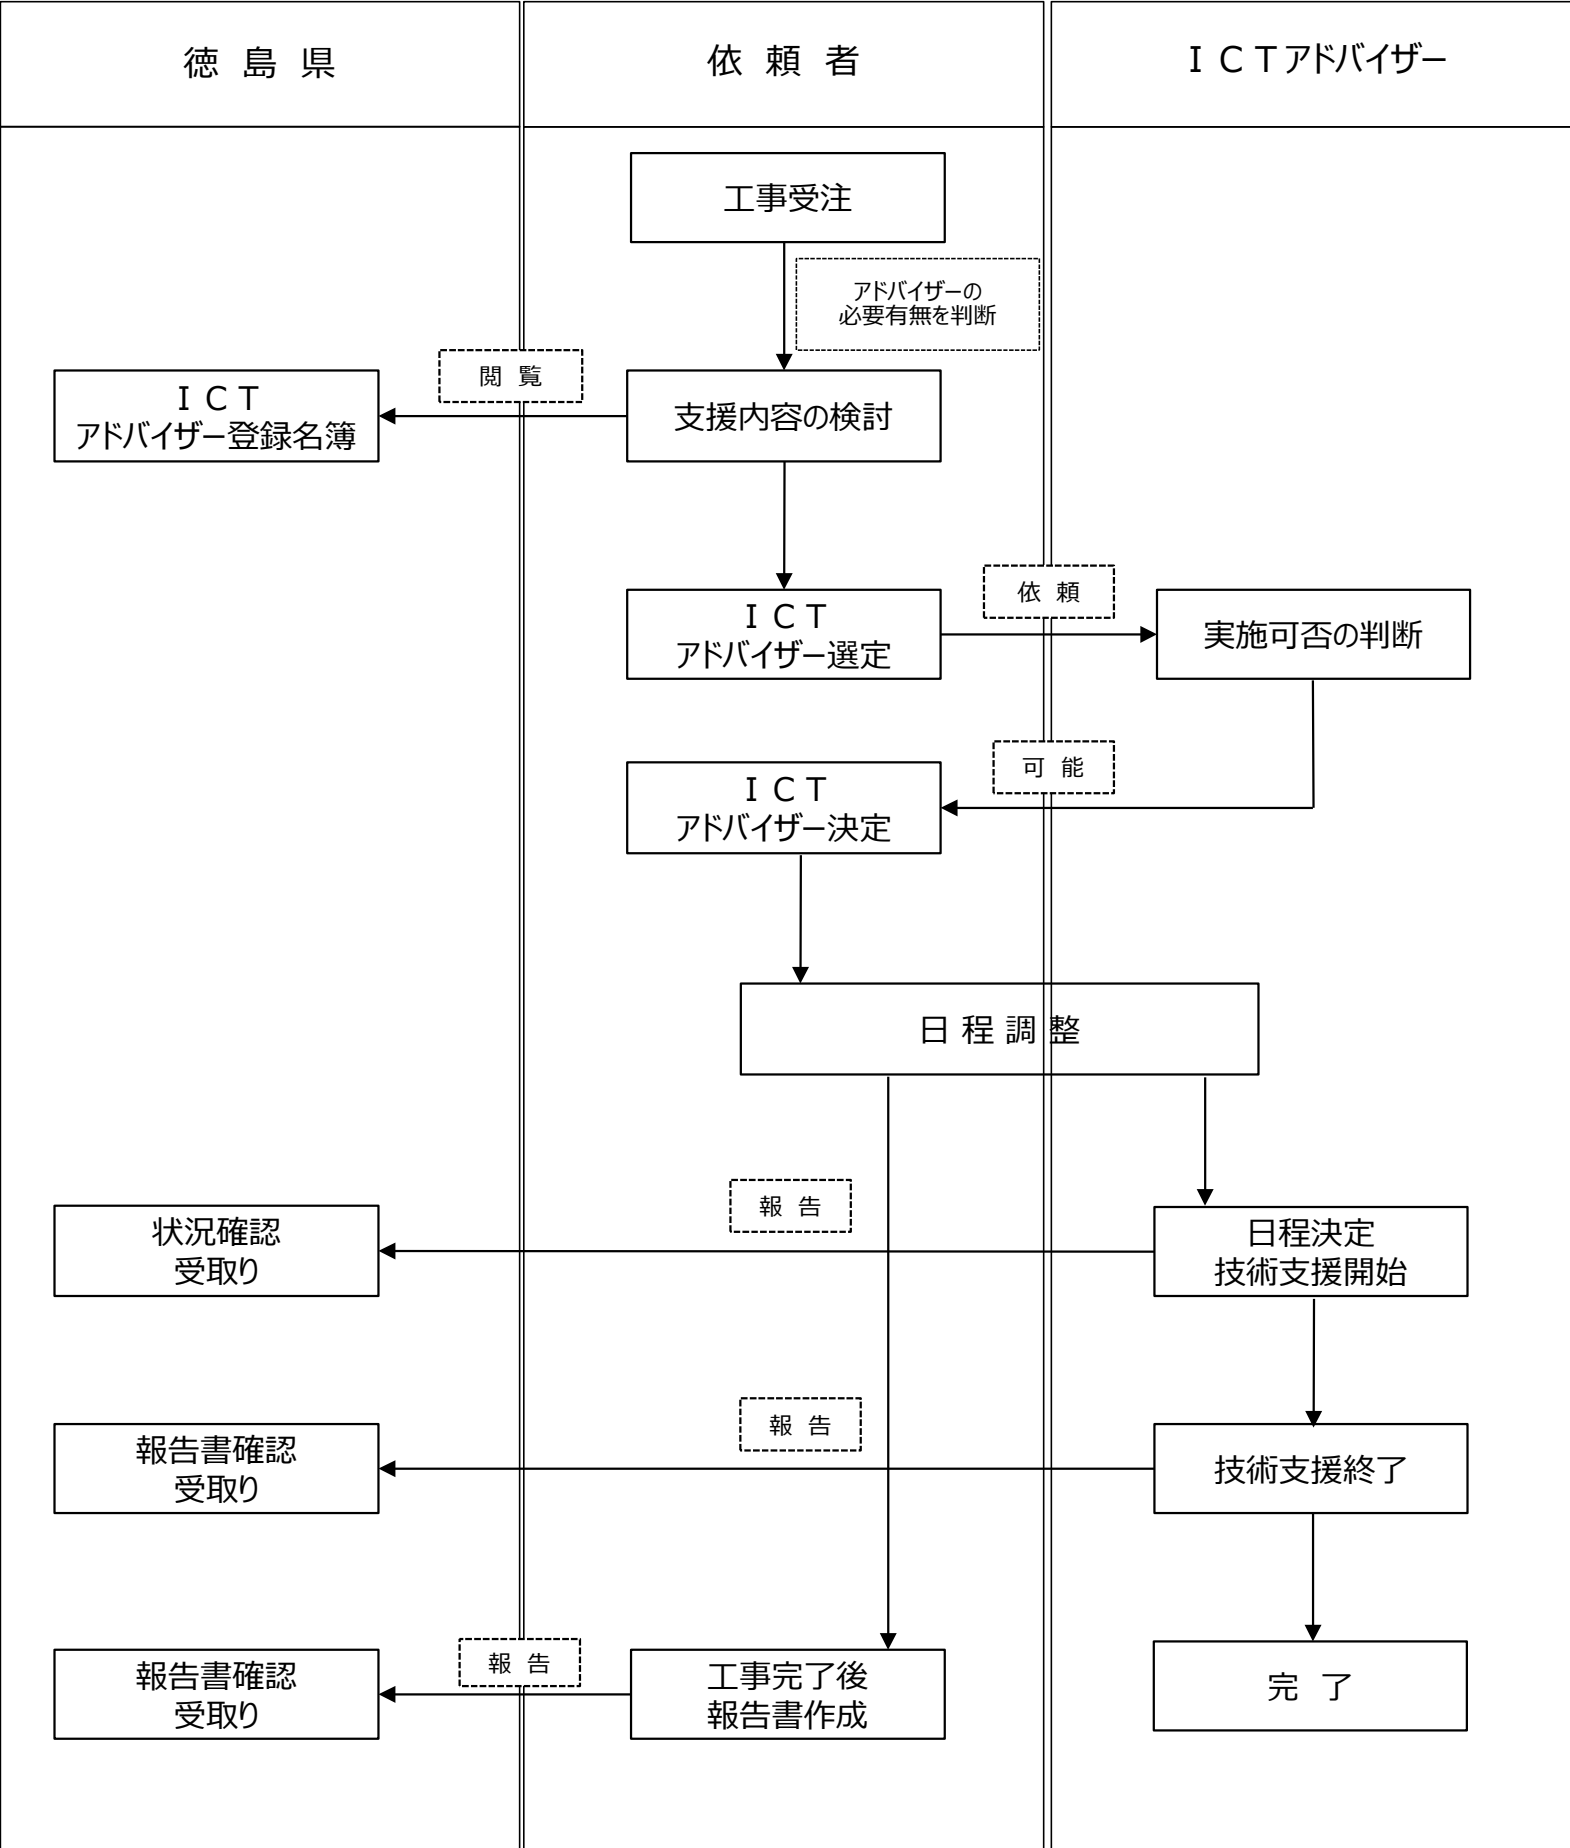 徳 島 県
依 頼 者
ＩＣＴアドバイザー
工事受注
アドバイザーの
必要有無を判断
閲 覧
ＩＣＴ
アドバイザー登録名簿
支援内容の検討
依 頼
ＩＣＴ
アドバイザー選定
実施可否の判断
可 能
ＩＣＴ
アドバイザー決定
日 程 調 整
報 告
状況確認
受取り
日程決定
技術支援開始
報 告
報告書確認
受取り
技術支援終了
報 告
報告書確認
受取り
工事完了後
報告書作成
完 了